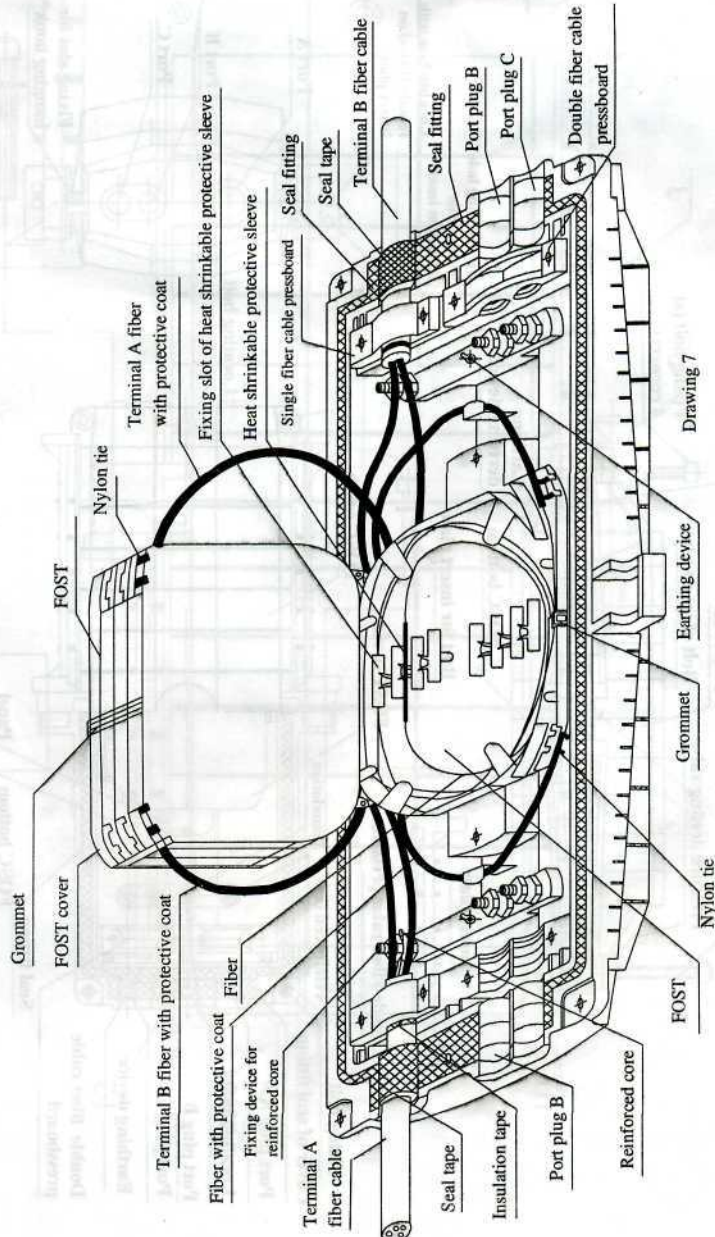 Grommet
FOST cover
Terminal B fiber with protective coat
Fiber
Fiber with protective coat
Fixing device for
reinforced core
Terminal A
fiber cable
FOST
Nylon tie
Terminal A fiber
with protective coat
Fixing slot of heat shrinkable protective sleeve
Heat shrinkable protective sleeve
Single fiber cable pressboard
Seal fitting
Seal tape
Terminal B fiber cable
Seal fitting
Port plug B
Port plug C
Double fiber cable
pressboard
Seal tape
Insulation tape
Port plug B
Reinforced core
FOST
Nylon tie
Grommet
Earthing device
Drawing 7